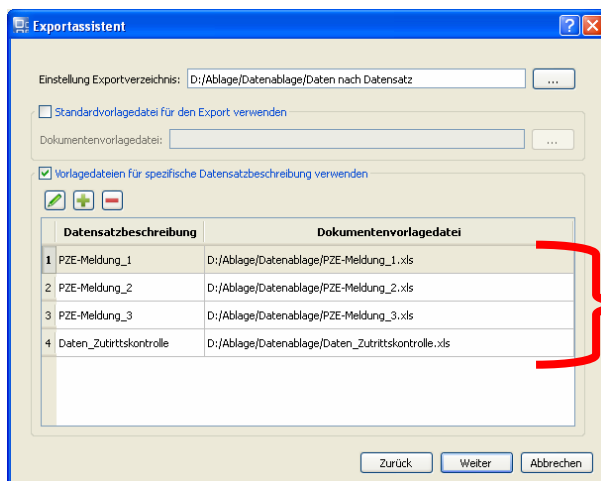 Exportassistent
Einstellung Exportverzeichnis: D:/Ablage/Datenablage/Daten nach Datensatz ...
Standardvorlagedatei für den Export verwenden
Dokumentenvorlagedatei: ...
Vorlagedateien für spezifische Datensatzbeschreibung verwenden
Datensatzbeschreibung Dokumentenvorlagedatei
1 PZE-Meldung_1 D:/Ablage/Datenablage/PZE-Meldung_1.xls
2 PZE-Meldung_2 D:/Ablage/Datenablage/PZE-Meldung_2.xls
3 PZE-Meldung_3 D:/Ablage/Datenablage/PZE-Meldung_3.xls
4 Daten_Zutirttskontrolle D:/Ablage/Datenablage/Daten_Zutrittskontrolle.xls
Zurück Weiter Abbrechen